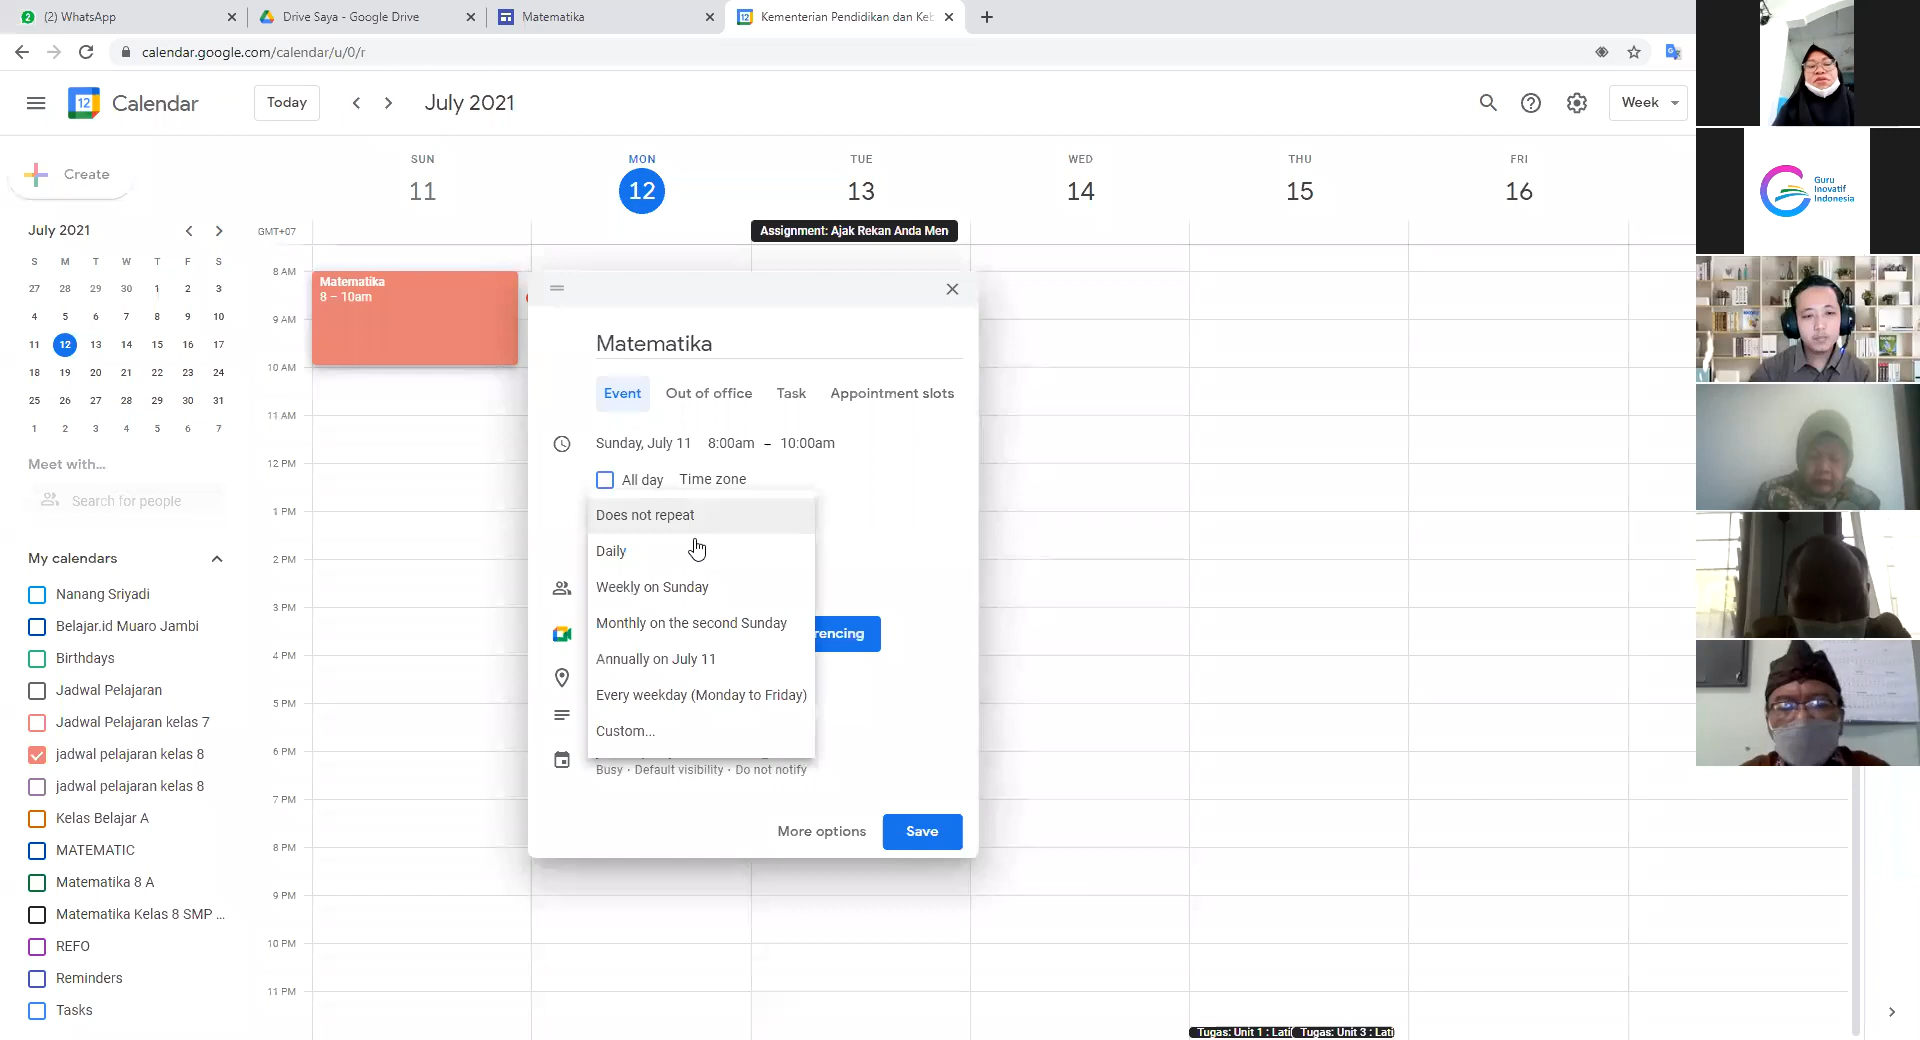 (2) WhatsApp
Drive Saya - Google Drive
Matematika
Kementerian Pendidikan dan Keb
calendar.google.com/calendar/u/0/r
12
Calendar
Today
July 2021
Week
Create
SUN
MON
TUE
WED
THU
FRI
11
12
13
14
15
16
GMT+07
Assignment: Ajak Rekan Anda Men
July 2021
S M T W T F S
27 28 29 30 1 2 3
4 5 6 7 8 9 10
11 12 13 14 15 16 17
18 19 20 21 22 23 24
25 26 27 28 29 30 31
1 2 3 4 5 6 7
Meet with...
Search for people
My calendars
Nanang Sriyadi
Belajar.id Muaro Jambi
Birthdays
Jadwal Pelajaran
Jadwal Pelajaran kelas 7
jadwal pelajaran kelas 8
jadwal pelajaran kelas 8
Kelas Belajar A
MATEMATIC
Matematika 8 A
Matematika Kelas 8 SMP ...
REFO
Reminders
Tasks
8 AM
9 AM
10 AM
11 AM
12 PM
1 PM
2 PM
3 PM
4 PM
5 PM
6 PM
7 PM
8 PM
9 PM
10 PM
11 PM
Matematika
8 – 10am
Matematika
Event
Out of office
Task
Appointment slots
Sunday, July 11 8:00am – 10:00am
All day Time zone
Does not repeat
Daily
Weekly on Sunday
Monthly on the second Sunday
Annually on July 11
Every weekday (Monday to Friday)
Custom...
rencing
Busy · Default visibility · Do not notify
More options
Save
Tugas: Unit 1 : Lati
Tugas: Unit 3 : Lati
Guru
Inovatif
Indonesia